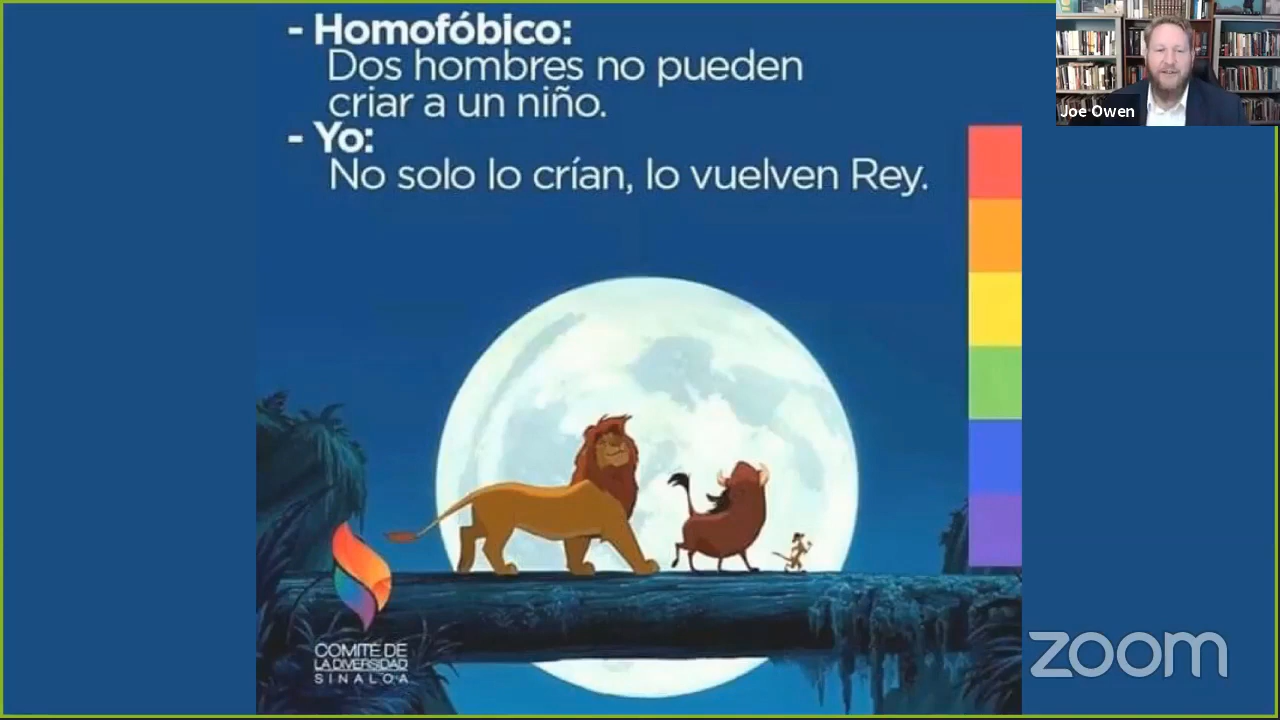 - Homofóbico:
Dos hombres no pueden
criar a un niño.
- Yo:
No solo lo crían, lo vuelven Rey.
Joe Owen
COMITÉ DE
LA DIVERSIDAD
SINALOA
zoom